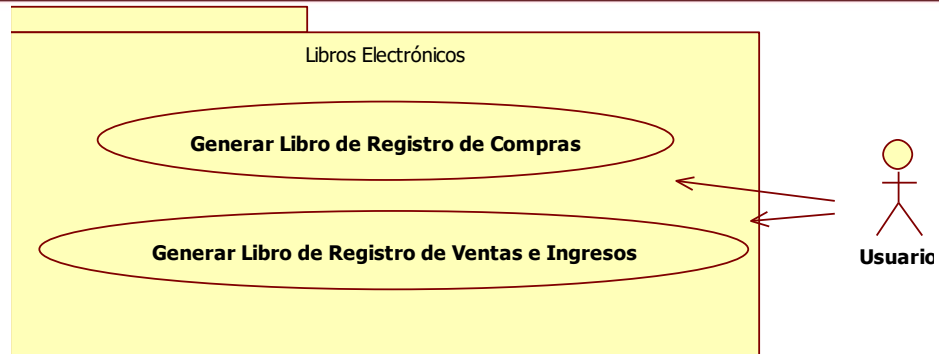 Libros Electrónicos
Generar Libro de Registro de Compras
Generar Libro de Registro de Ventas e Ingresos
Usuario